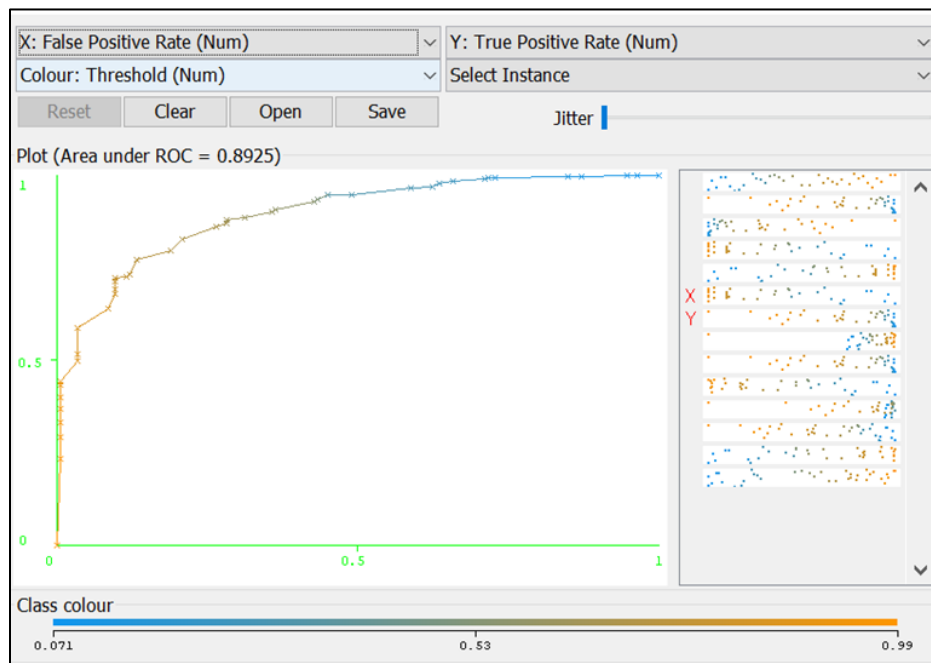 X: False Positive Rate (Num) Y: True Positive Rate (Num)
Colour: Threshold (Num) Select Instance
Reset Clear Open Save Jitter
Plot (Area under ROC = 0.8925)
1
X
Y
0.5
0
0 0.5 1
Class colour
0.071 0.53 0.99